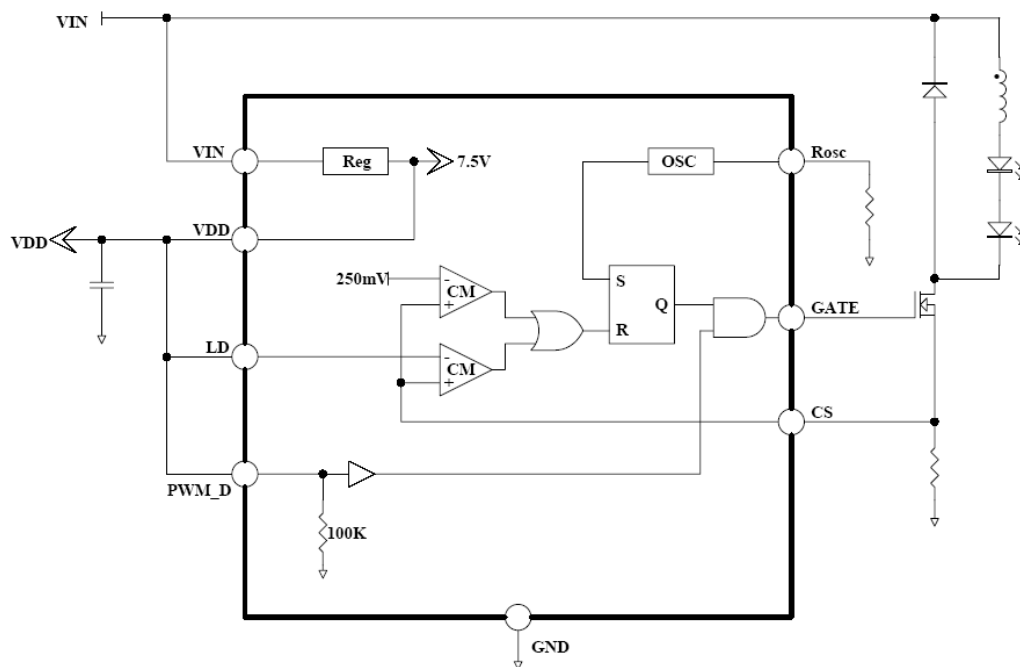 VIN
VIN
Reg
7.5V
OSC
Rosc
VDD
VDD
250mV
-
CM
+
S
Q
R
GATE
LD
-
CM
+
CS
PWM_D
100K
GND